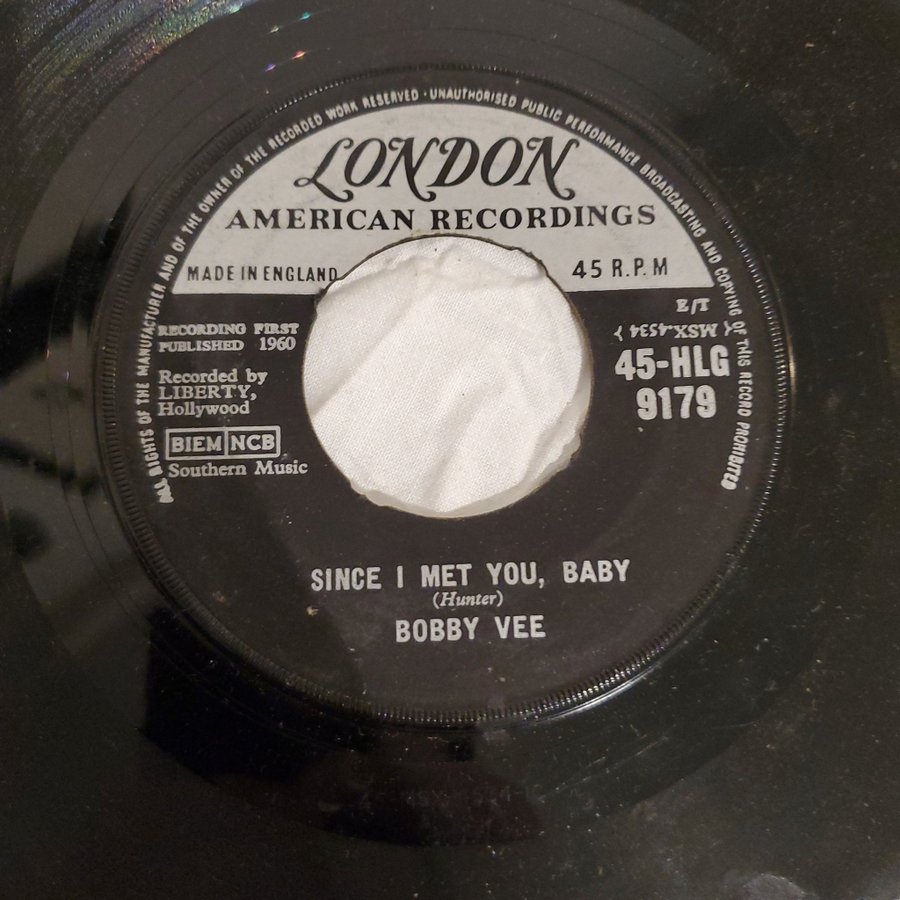 ALL RIGHTS OF THE MANUFACTURER AND OF THE OWNER OF THE RECORDED WORK RESERVED · UNAUTHORISED PUBLIC PERFORMANCE BROADCASTING AND COPYING OF THIS RECORD PROHIBITED
LONDON
AMERICAN RECORDINGS
MADE IN ENGLAND
45 R.P.M
E/T
RECORDING FIRST
PUBLISHED 1960
MSX.4534
45-HLG
9179
Recorded by
LIBERTY,
Hollywood
BIEM NCB
Southern Music
SINCE I MET YOU, BABY
(Hunter)
BOBBY VEE